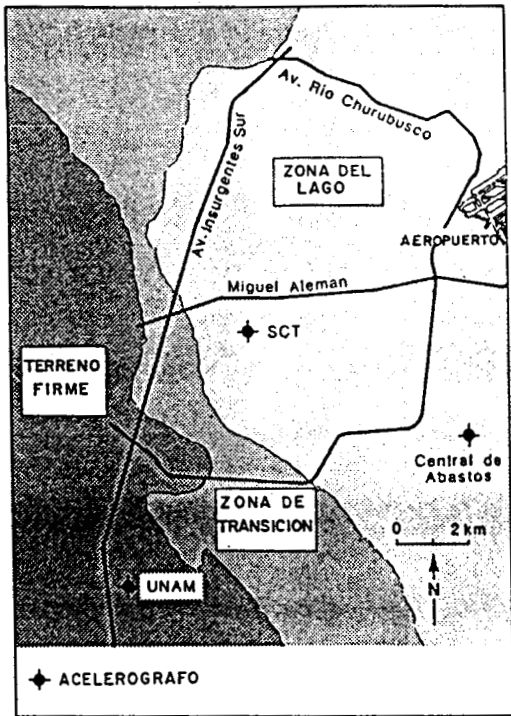 Av. Rio Churubusco
ZONA DEL
LAGO
Av. Insurgentes Sur
AEROPUERTO
Miguel Aleman
SCT
TERRENO
FIRME
Central de
Abastos
ZONA DE
TRANSICION
0 2 km
UNAM
N
ACELEROGRAFO